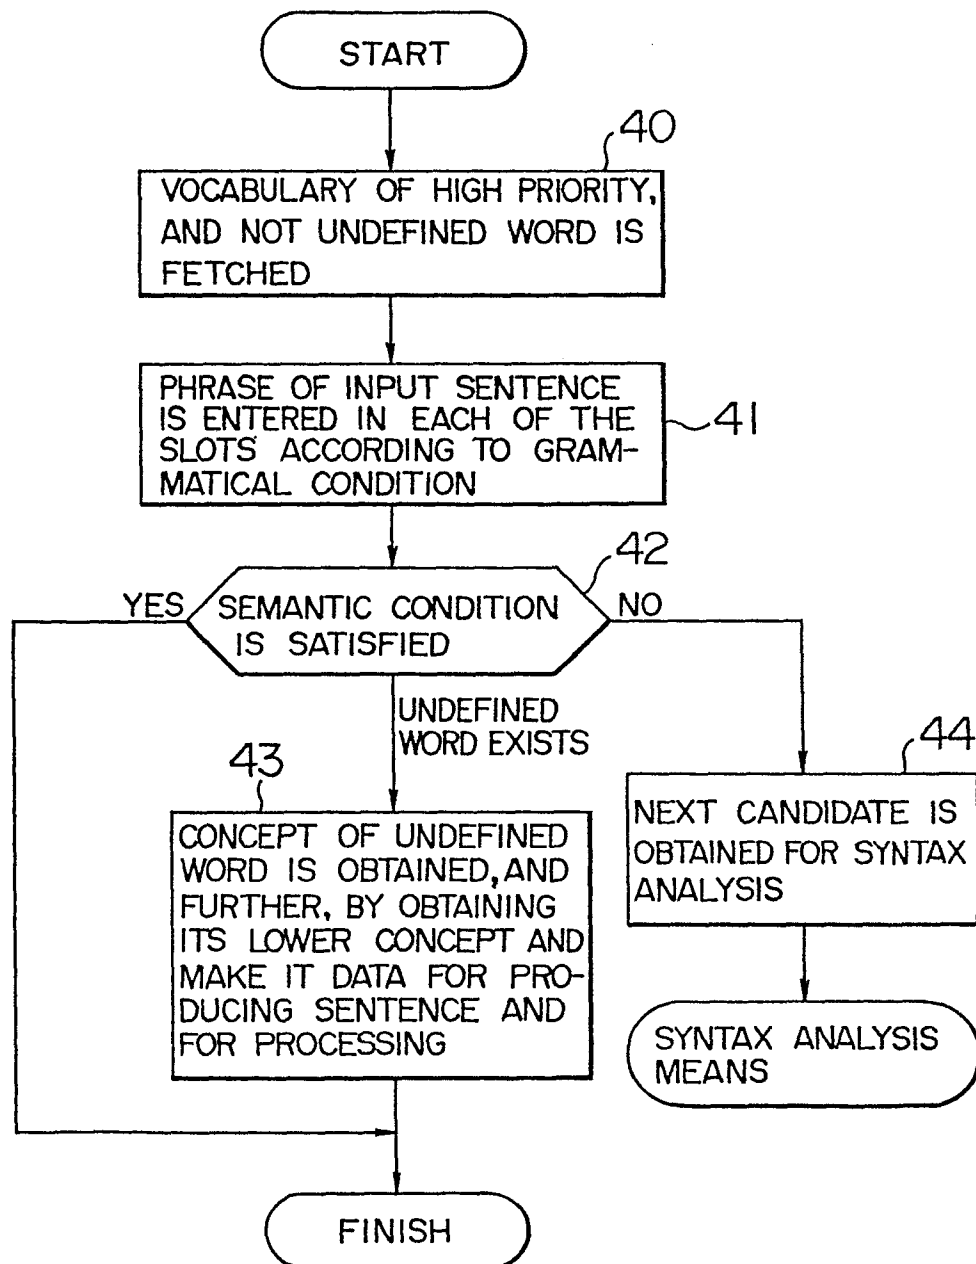 START
40
VOCABULARY OF HIGH PRIORITY,
AND NOT UNDEFINED WORD IS
FETCHED
PHRASE OF INPUT SENTENCE
IS ENTERED IN EACH OF THE
SLOTS ACCORDING TO GRAM-
MATICAL CONDITION
41
42
YES
SEMANTIC CONDITION
IS SATISFIED
NO
UNDEFINED
WORD EXISTS
43
CONCEPT OF UNDEFINED
WORD IS OBTAINED, AND
FURTHER, BY OBTAINING
ITS LOWER CONCEPT AND
MAKE IT DATA FOR PRO-
DUCING SENTENCE AND
FOR PROCESSING
44
NEXT CANDIDATE IS
OBTAINED FOR SYNTAX
ANALYSIS
SYNTAX ANALYSIS
MEANS
FINISH